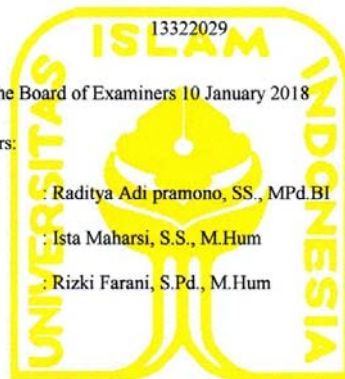 13322029
ISLAM
UNIVERSITAS
INDONESIA
he Board of Examiners 10 January 2018
rs:
: Raditya Adi pramono, SS., MPd.BI
: Ista Maharsi, S.S., M.Hum
: Rizki Farani, S.Pd., M.Hum